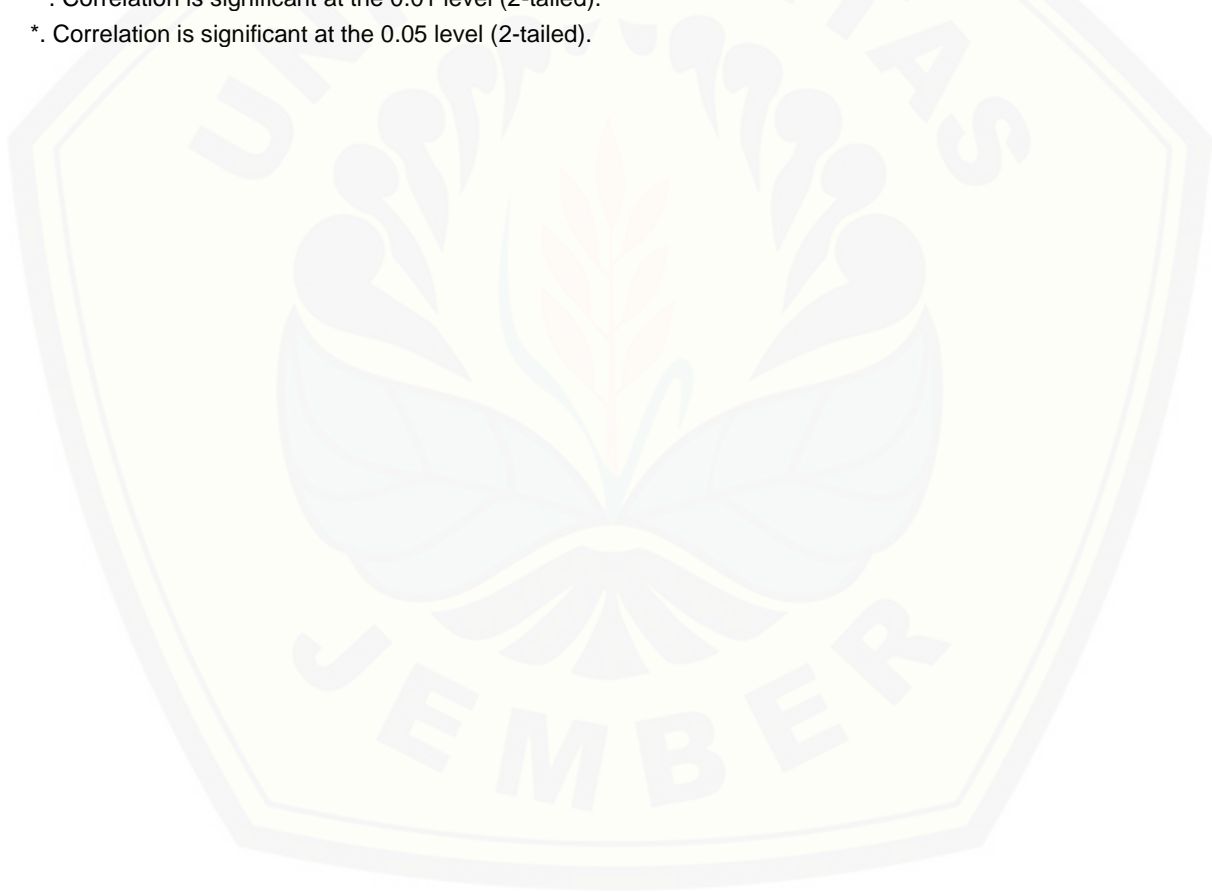 . Correlation is significant at the 0.01 level (2-tailed).
*. Correlation is significant at the 0.05 level (2-tailed).
JEMBER